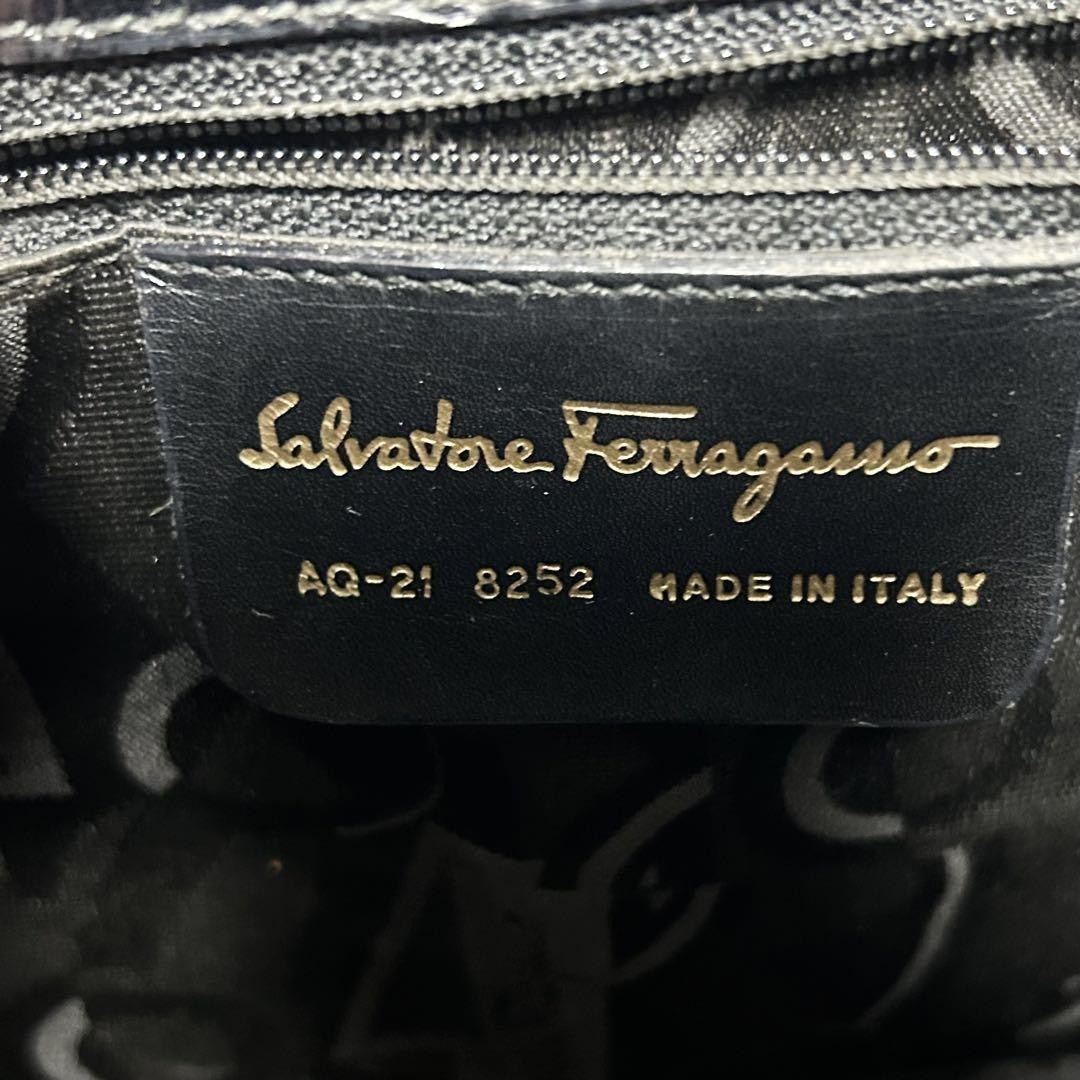 Salvatore Ferragamo
AQ-21 8252 MADE IN ITALY